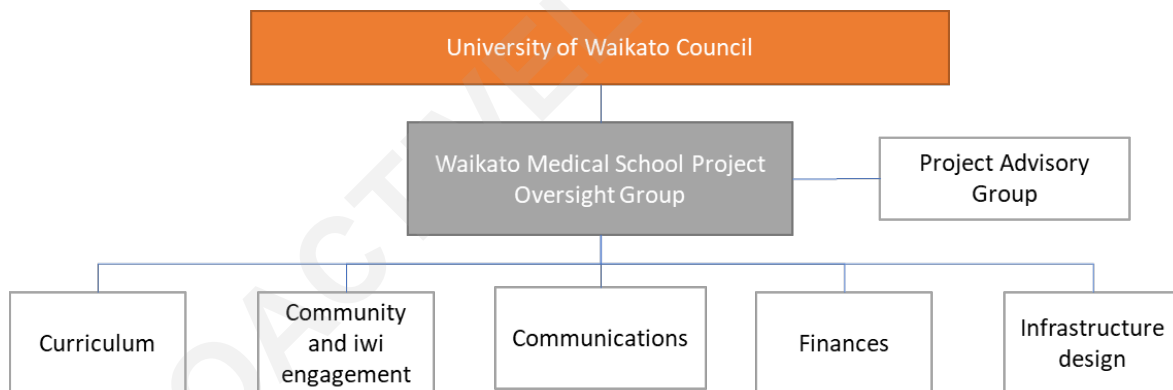 University of Waikato Council
Waikato Medical School Project
Oversight Group
Project Advisory
Group
Curriculum
Community
and iwi
engagement
Communications
Finances
Infrastructure
design